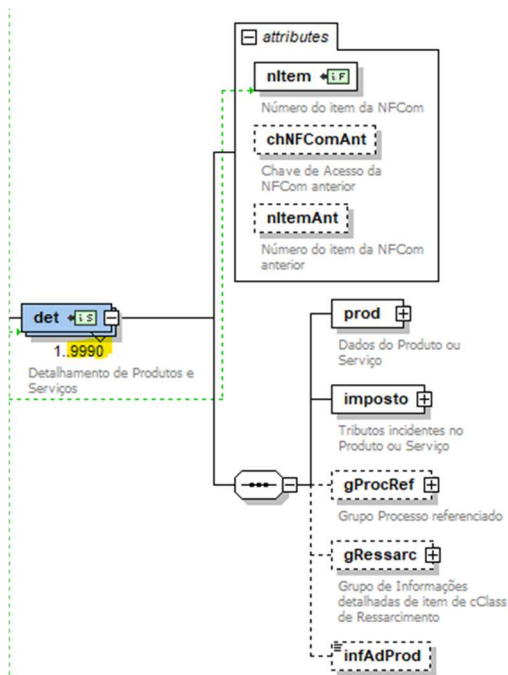 attributes
nItem
Número do item da NFCom
chNFComAnt
Chave de Acesso da
NFCom anterior
nItemAnt
Número do item da NFCom
anterior
det
1..9990
Detalhamento de Produtos e
Serviços
prod
Dados do Produto ou
Serviço
imposto
Tributos incidentes no
Produto ou Serviço
gProcRef
Grupo Processo referenciado
gRessarc
Grupo de Informações
detalhadas de item de cClass
de Ressarcimento
infAdProd